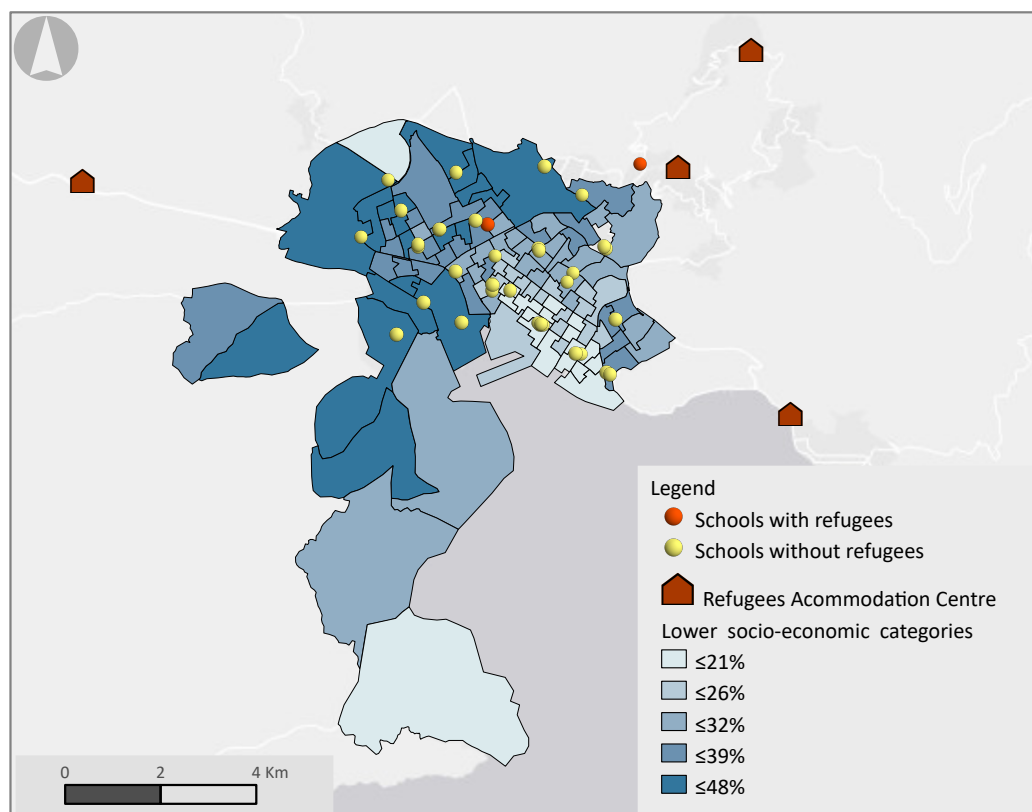 Legend
Schools with refugees
Schools without refugees
Refugees Acommodation Centre
Lower socio-economic categories
≤21%
≤26%
≤32%
≤39%
≤48%
0 2 4 Km